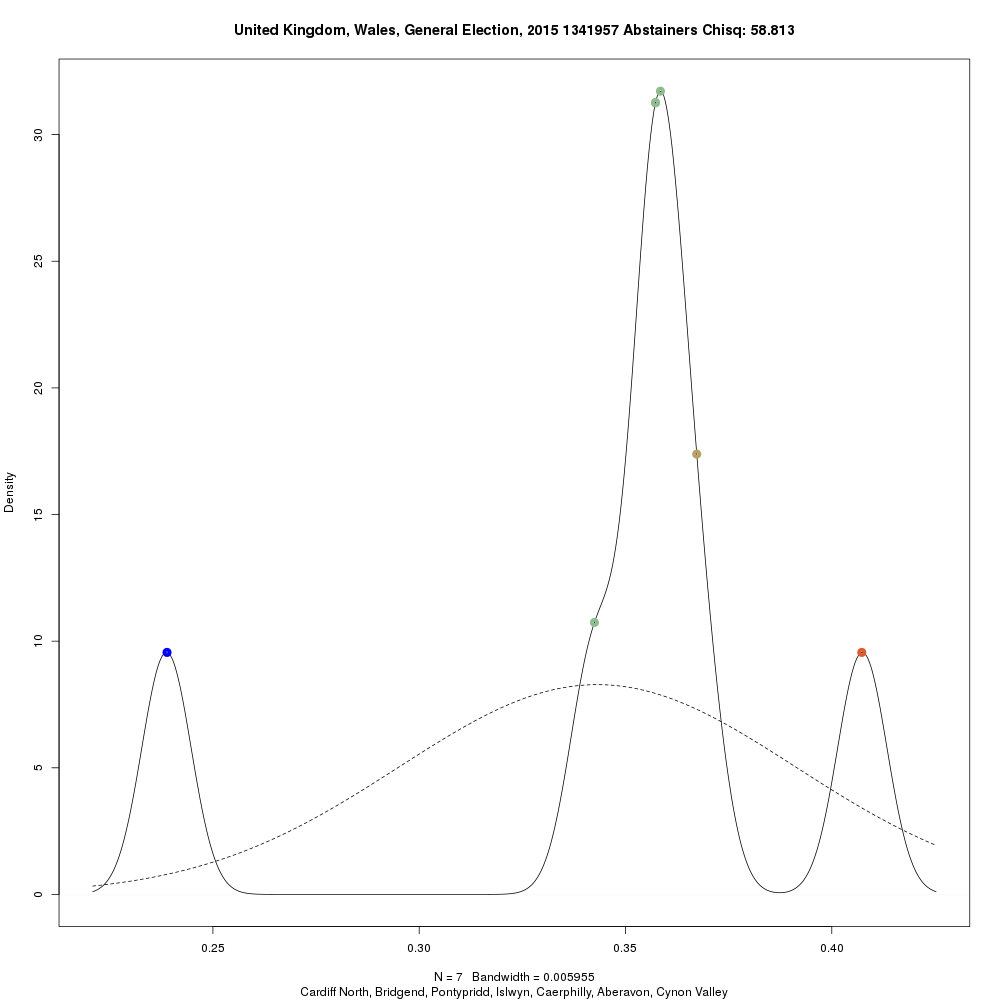 United Kingdom, Wales, General Election, 2015 1341957 Abstainers Chisq: 58.813
Density
30
25
20
15
10
5
0
0.25 0.30 0.35 0.40
N = 7 Bandwidth = 0.005955
Cardiff North, Bridgend, Pontypridd, Islwyn, Caerphilly, Aberavon, Cynon Valley